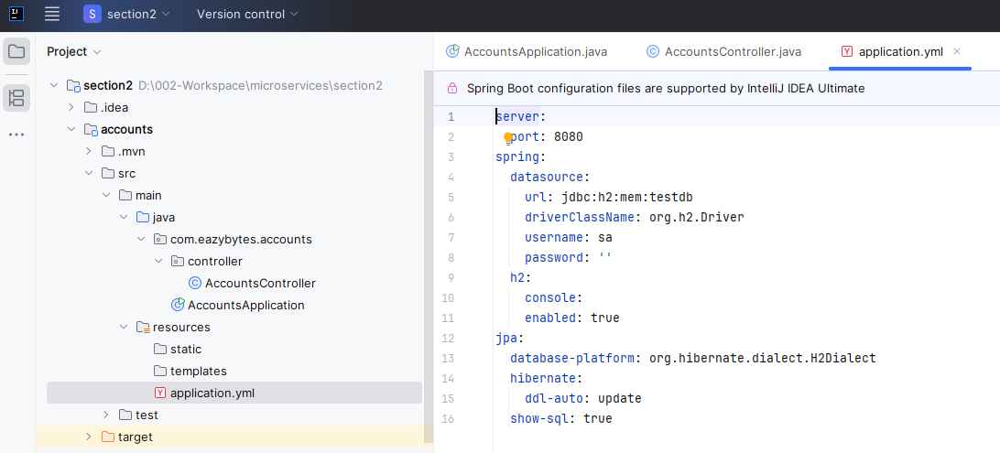 IJ
S section2 Version control
Project
section2 D:\002-Workspace\microservices\section2
.idea
accounts
.mvn
src
main
java
com.eazybytes.accounts
controller
C AccountsController
AccountsApplication
resources
static
templates
Y application.yml
test
target
AccountsApplication.java C AccountsController.java Y application.yml
Spring Boot configuration files are supported by IntelliJ IDEA Ultimate
1 server:
2 port: 8080
3 spring:
4 datasource:
5 url: jdbc:h2:mem:testdb
6 driverClassName: org.h2.Driver
7 username: sa
8 password: ''
9 h2:
10 console:
11 enabled: true
12 jpa:
13 database-platform: org.hibernate.dialect.H2Dialect
14 hibernate:
15 ddl-auto: update
16 show-sql: true